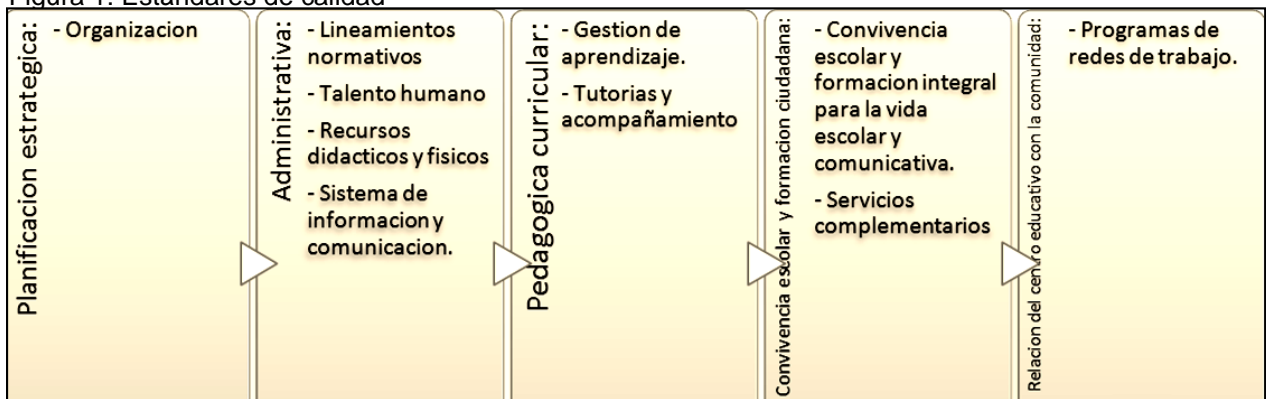 Figura 1. Estándares de calidad
Planificacion estrategica:
- Organizacion
Administrativa:
- Lineamientos
normativos
- Talento humano
- Recursos
didacticos y fisicos
- Sistema de
informacion y
comunicacion.
Pedagogica curricular::
- Gestion de
aprendizaje.
- Tutorias y
acompañamiento
Convivencia escolar y formacion ciudadana:
- Convivencia
escolar y
formacion integral
para la vida
escolar y
comunicativa.
- Servicios
complementarios
Relacion del centro educativo con la comunidad:
- Programas de
redes de trabajo.